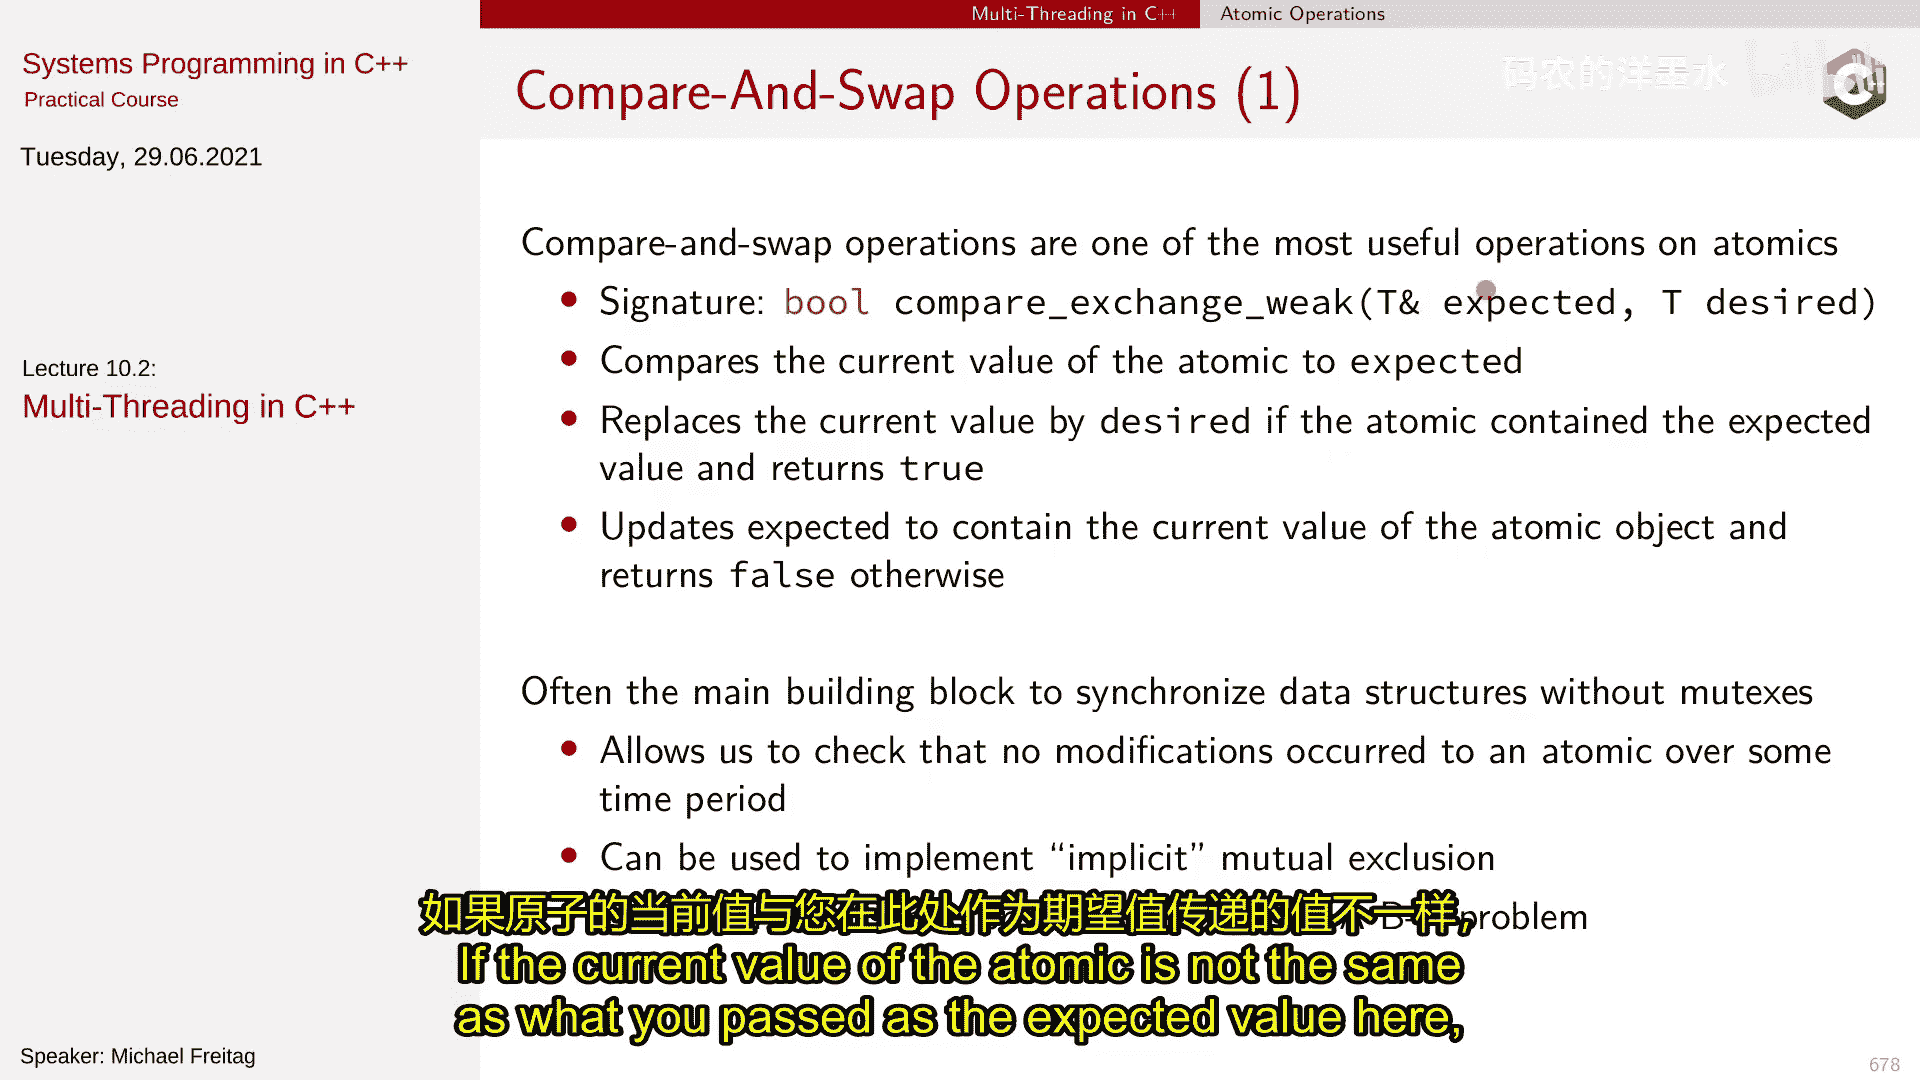 Multi-Threading in C++
Atomic Operations
Systems Programming in C++
Practical Course
Tuesday, 29.06.2021
Lecture 10.2:
Multi-Threading in C++
Speaker: Michael Freitag
Compare-And-Swap Operations (1)
码农的洋墨水
Compare-and-swap operations are one of the most useful operations on atomics
• Signature: bool compare_exchange_weak(T& expected, T desired)
• Compares the current value of the atomic to expected
• Replaces the current value by desired if the atomic contained the expected
value and returns true
• Updates expected to contain the current value of the atomic object and
returns false otherwise
Often the main building block to synchronize data structures without mutexes
• Allows us to check that no modifications occurred to an atomic over some
time period
• Can be used to implement “implicit” mutual exclusion
problem
如果原子的当前值与您在此处作为期望值传递的值不一样,
If the current value of the atomic is not the same
as what you passed as the expected value here,
678